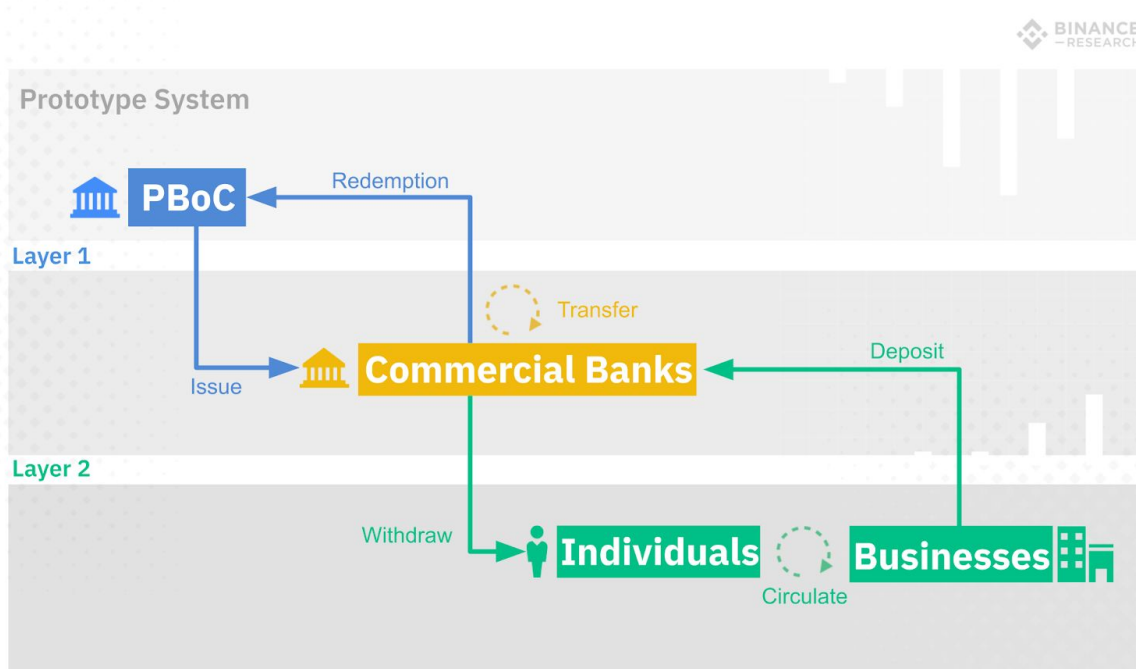 BINANCE
RESEARCH
Prototype System
Redemption
PBoC
Layer 1
Transfer
Commercial Banks
Issue
Deposit
Layer 2
Withdraw
Individuals
Businesses
Circulate